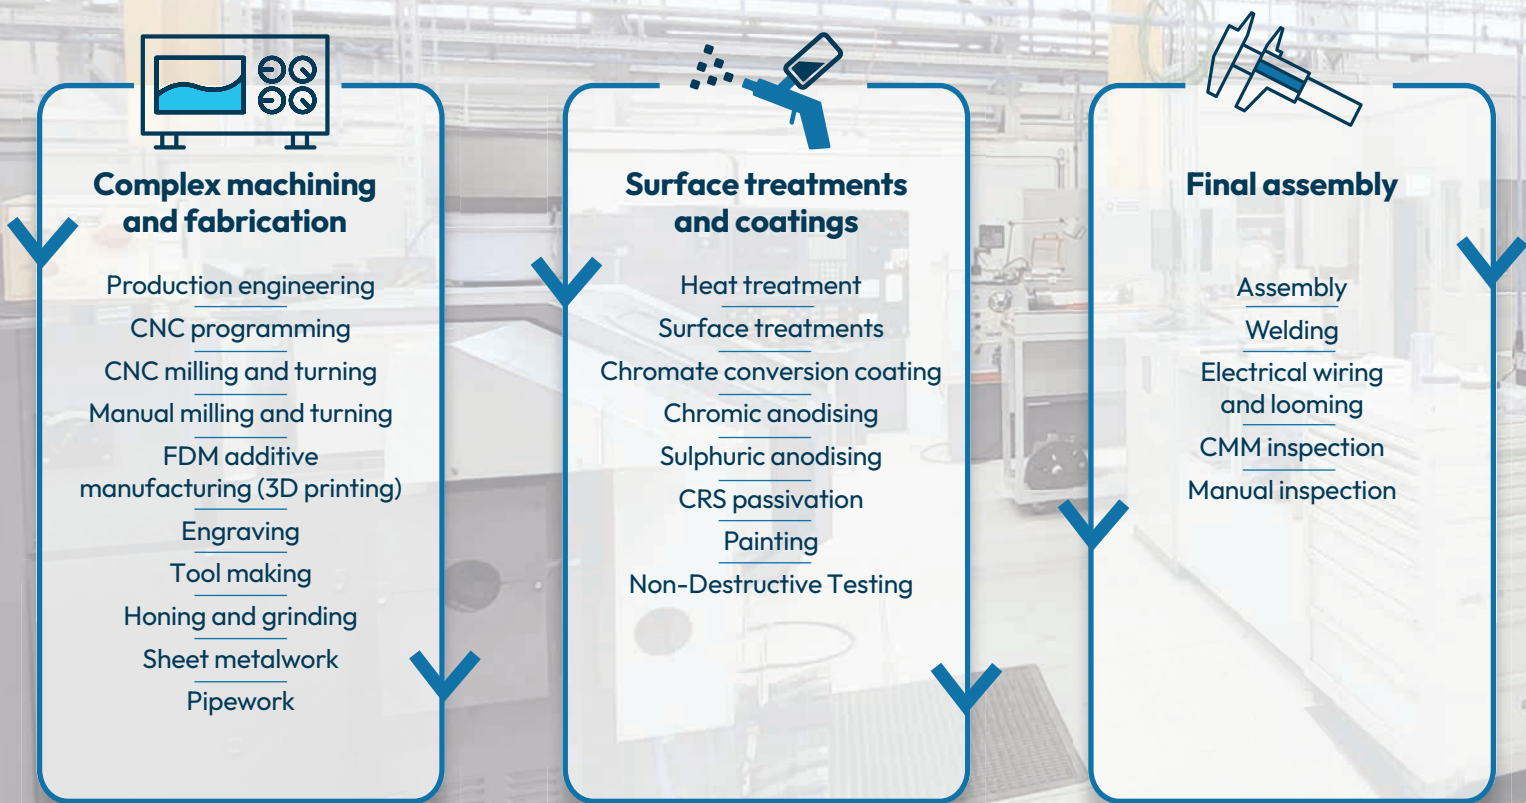 Complex machining
and fabrication
Production engineering
CNC programming
CNC milling and turning
Manual milling and turning
FDM additive
manufacturing (3D printing)
Engraving
Tool making
Honing and grinding
Sheet metalwork
Pipework
Surface treatments
and coatings
Heat treatment
Surface treatments
Chromate conversion coating
Chromic anodising
Sulphuric anodising
CRS passivation
Painting
Non-Destructive Testing
Final assembly
Assembly
Welding
Electrical wiring
and looming
CMM inspection
Manual inspection